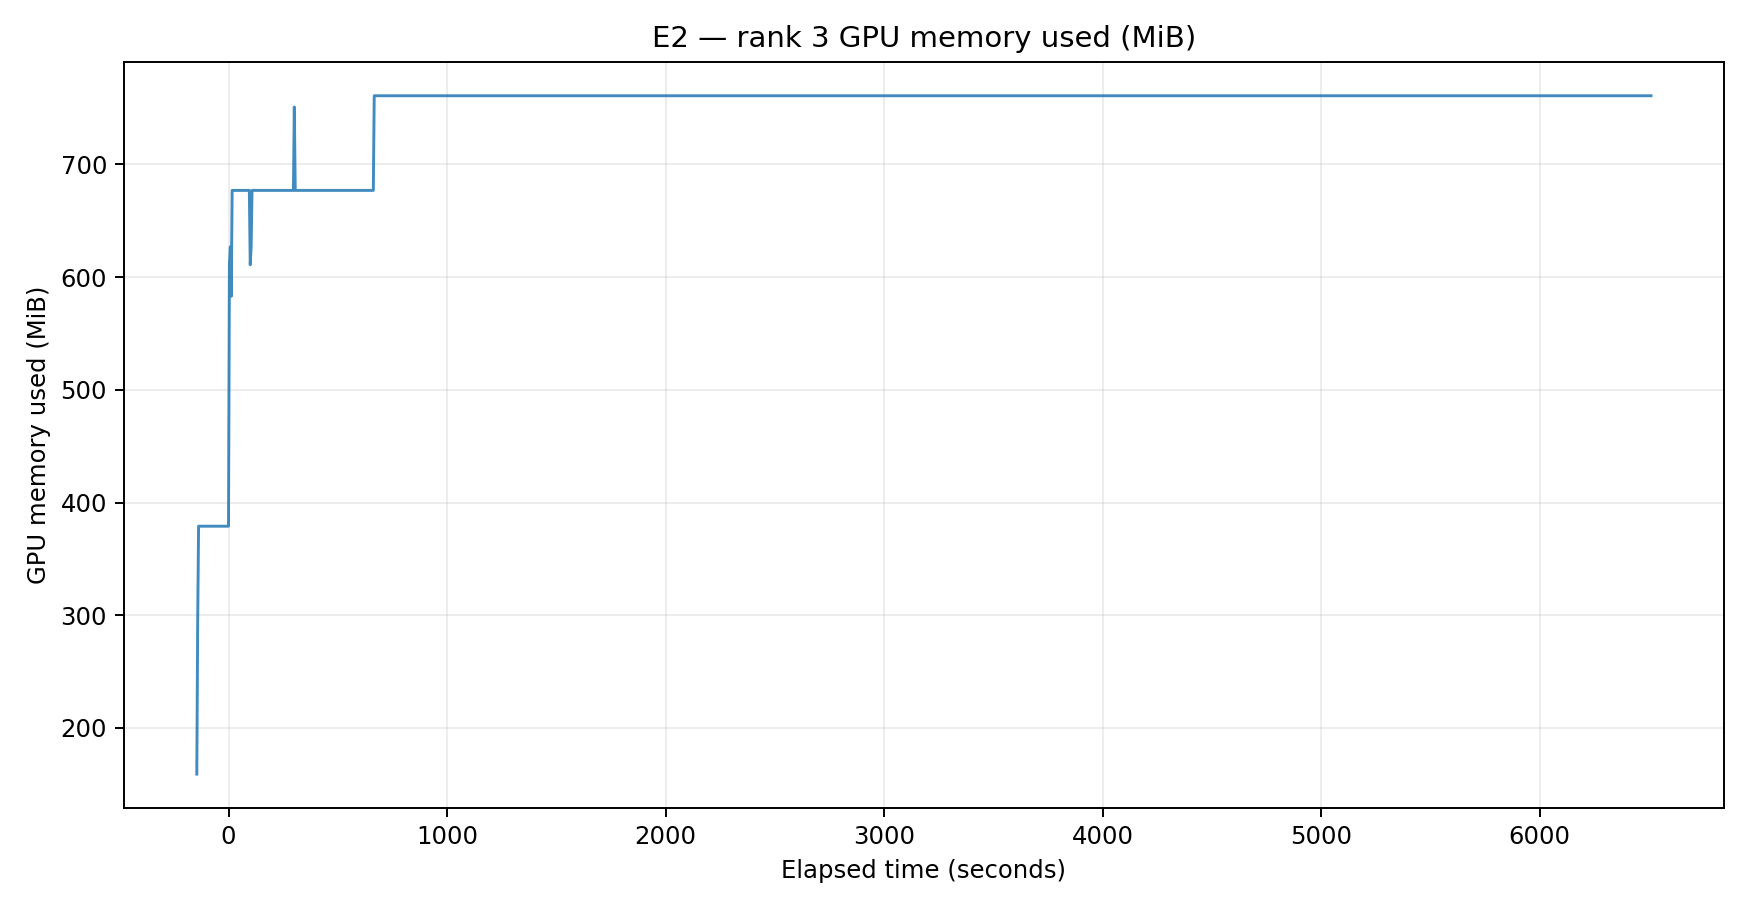 E2 — rank 3 GPU memory used (MiB)
GPU memory used (MiB)
700
600
500
400
300
200
0 1000 2000 3000 4000 5000 6000
Elapsed time (seconds)